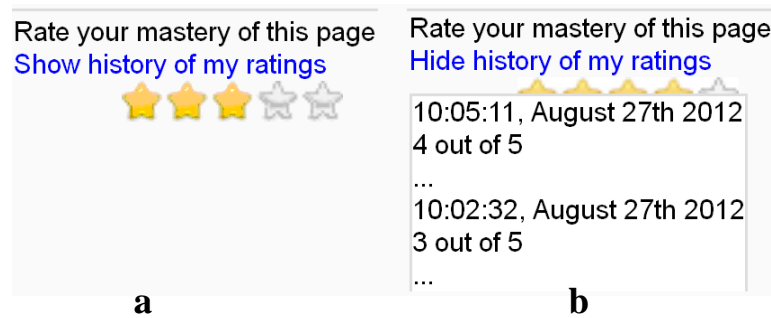 Rate your mastery of this page
Show history of my ratings
a
Rate your mastery of this page
Hide history of my ratings
10:05:11, August 27th 2012
4 out of 5
...
10:02:32, August 27th 2012
3 out of 5
...
b